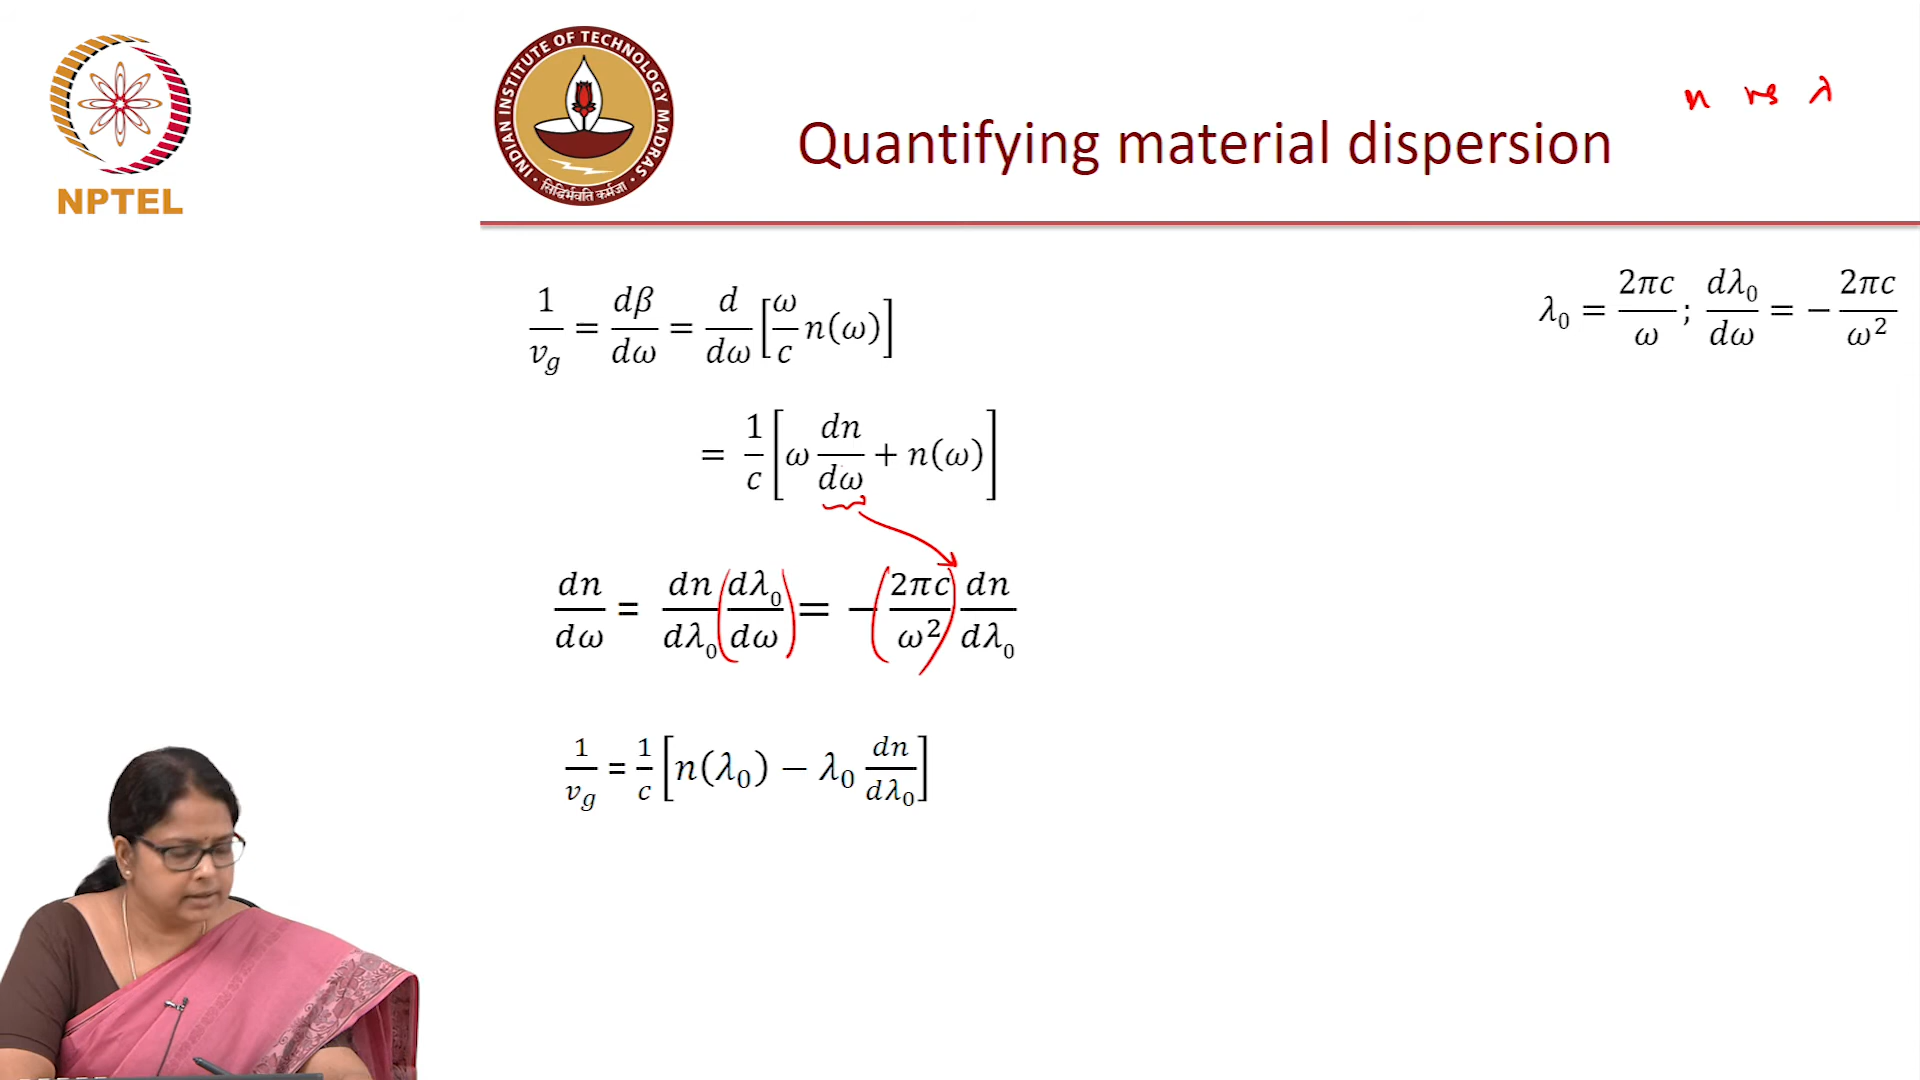 NPTEL
INDIAN INSTITUTE OF TECHNOLOGY MADRAS
सिद्धिर्भवति कर्मजा
n vs λ
Quantifying material dispersion
1/v_g = dβ/dω = d/dω [ω/c n(ω)]
λ₀ = 2πc/ω ; dλ₀/dω = − 2πc/ω²
= 1/c [ω dn/dω + n(ω)]
dn/dω = dn/dλ₀ (dλ₀/dω) = − (2πc/ω²) dn/dλ₀
1/v_g = 1/c [n(λ₀) − λ₀ dn/dλ₀]